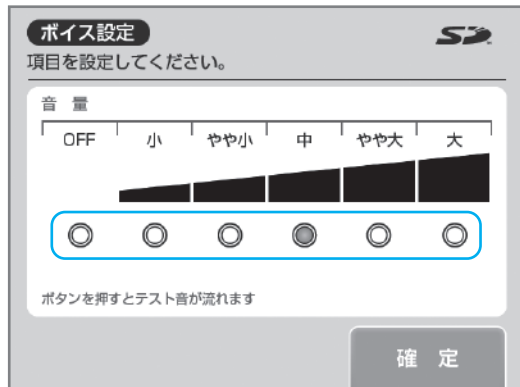 ボイス設定
SD
項目を設定してください。
音 量
OFF 小 やや小 中 やや大 大
ボタンを押すとテスト音が流れます
確 定